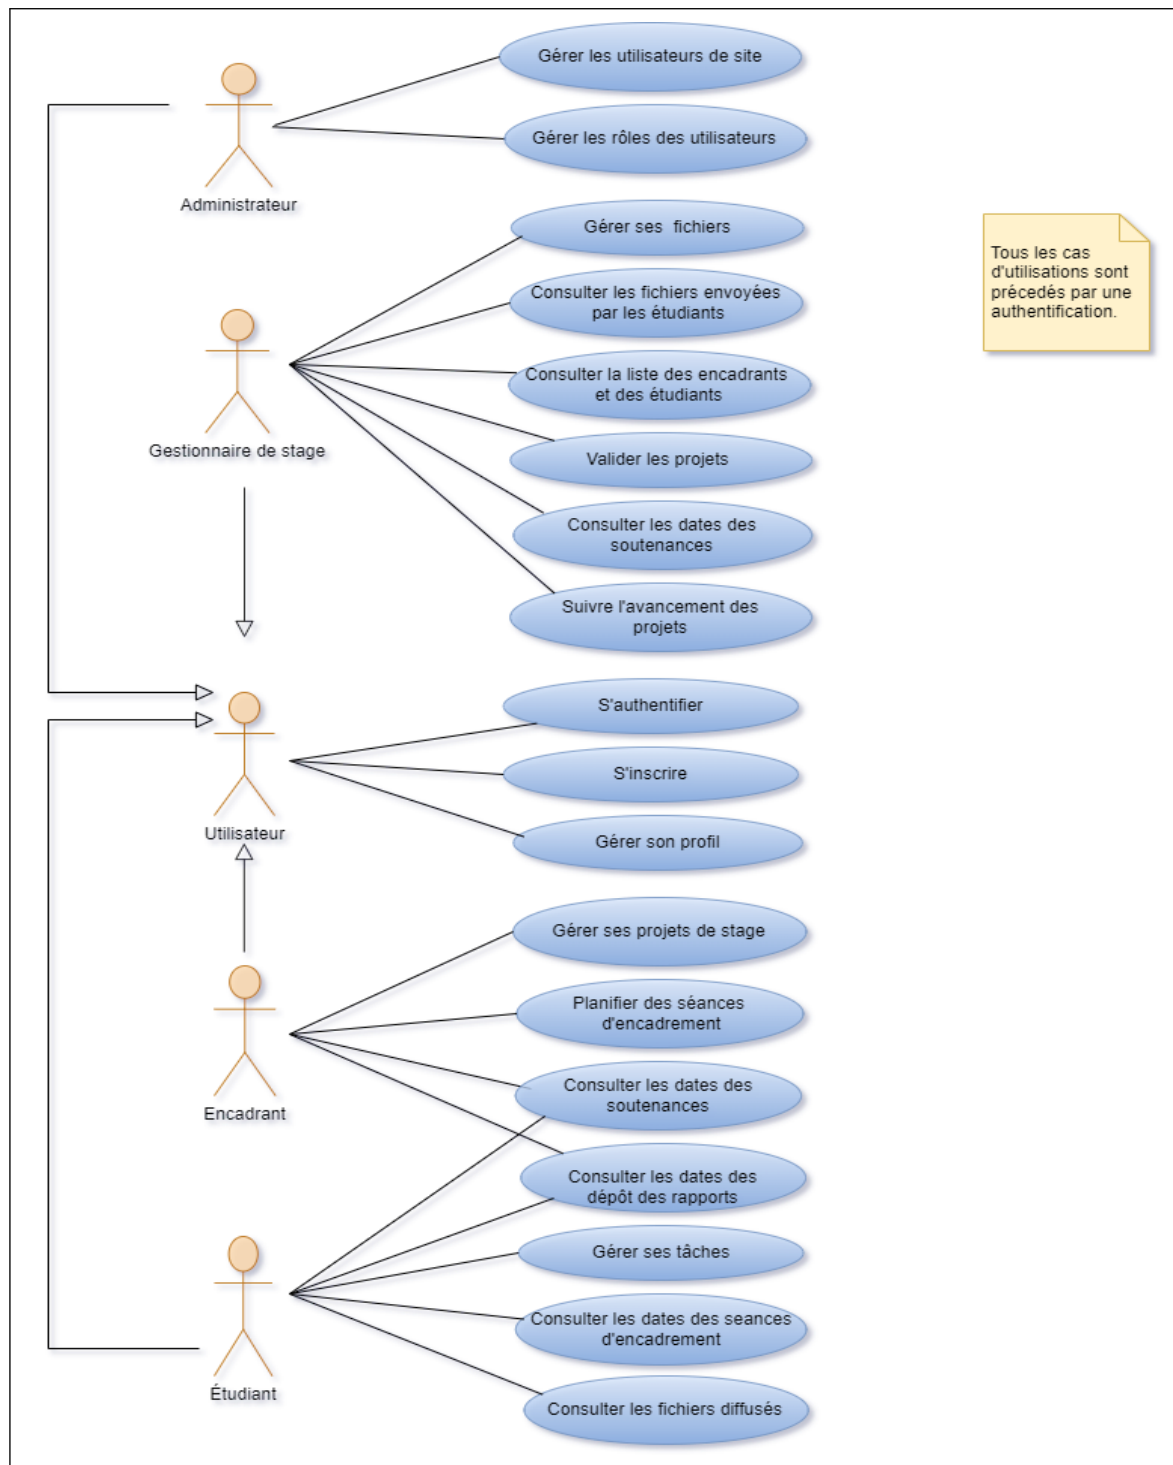 Gérer les utilisateurs de site
Gérer les rôles des utilisateurs
Administrateur
Gérer ses fichiers
Tous les cas
d'utilisations sont
précedés par une
authentification.
Consulter les fichiers envoyées
par les étudiants
Consulter la liste des encadrants
et des étudiants
Gestionnaire de stage
Valider les projets
Consulter les dates des
soutenances
Suivre l'avancement des
projets
S'authentifier
S'inscrire
Utilisateur
Gérer son profil
Gérer ses projets de stage
Planifier des séances
d'encadrement
Consulter les dates des
soutenances
Encadrant
Consulter les dates des
dépôt des rapports
Gérer ses tâches
Consulter les dates des seances
d'encadrement
Étudiant
Consulter les fichiers diffusés